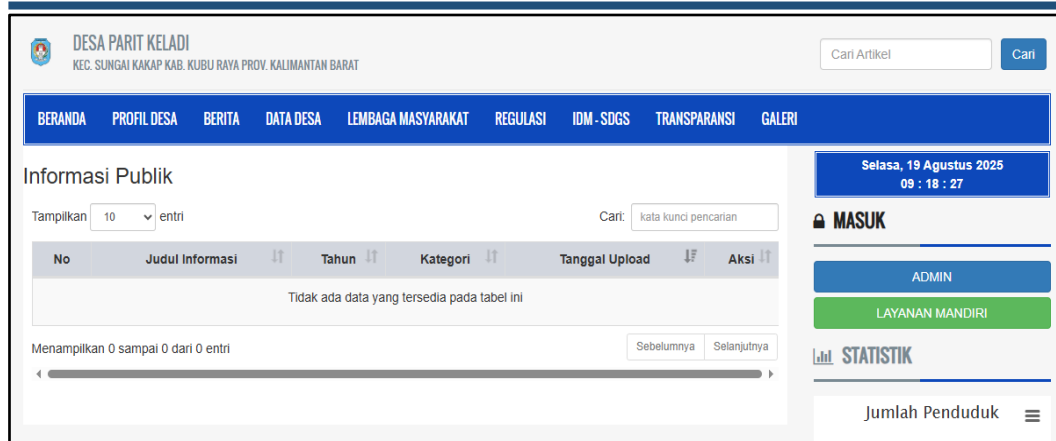 DESA PARIT KELADI
KEC. SUNGAI KAKAP KAB. KUBU RAYA PROV. KALIMANTAN BARAT
Cari Artikel
Cari
BERANDA PROFIL DESA BERITA DATA DESA LEMBAGA MASYARAKAT REGULASI IDM - SDGS TRANSPARANSI GALERI
Informasi Publik
Tampilkan 10 entri
Cari: kata kunci pencarian
No Judul Informasi Tahun Kategori Tanggal Upload Aksi
Tidak ada data yang tersedia pada tabel ini
Menampilkan 0 sampai 0 dari 0 entri
Sebelumnya Selanjutnya
Selasa, 19 Agustus 2025
09 : 18 : 27
MASUK
ADMIN
LAYANAN MANDIRI
STATISTIK
Jumlah Penduduk